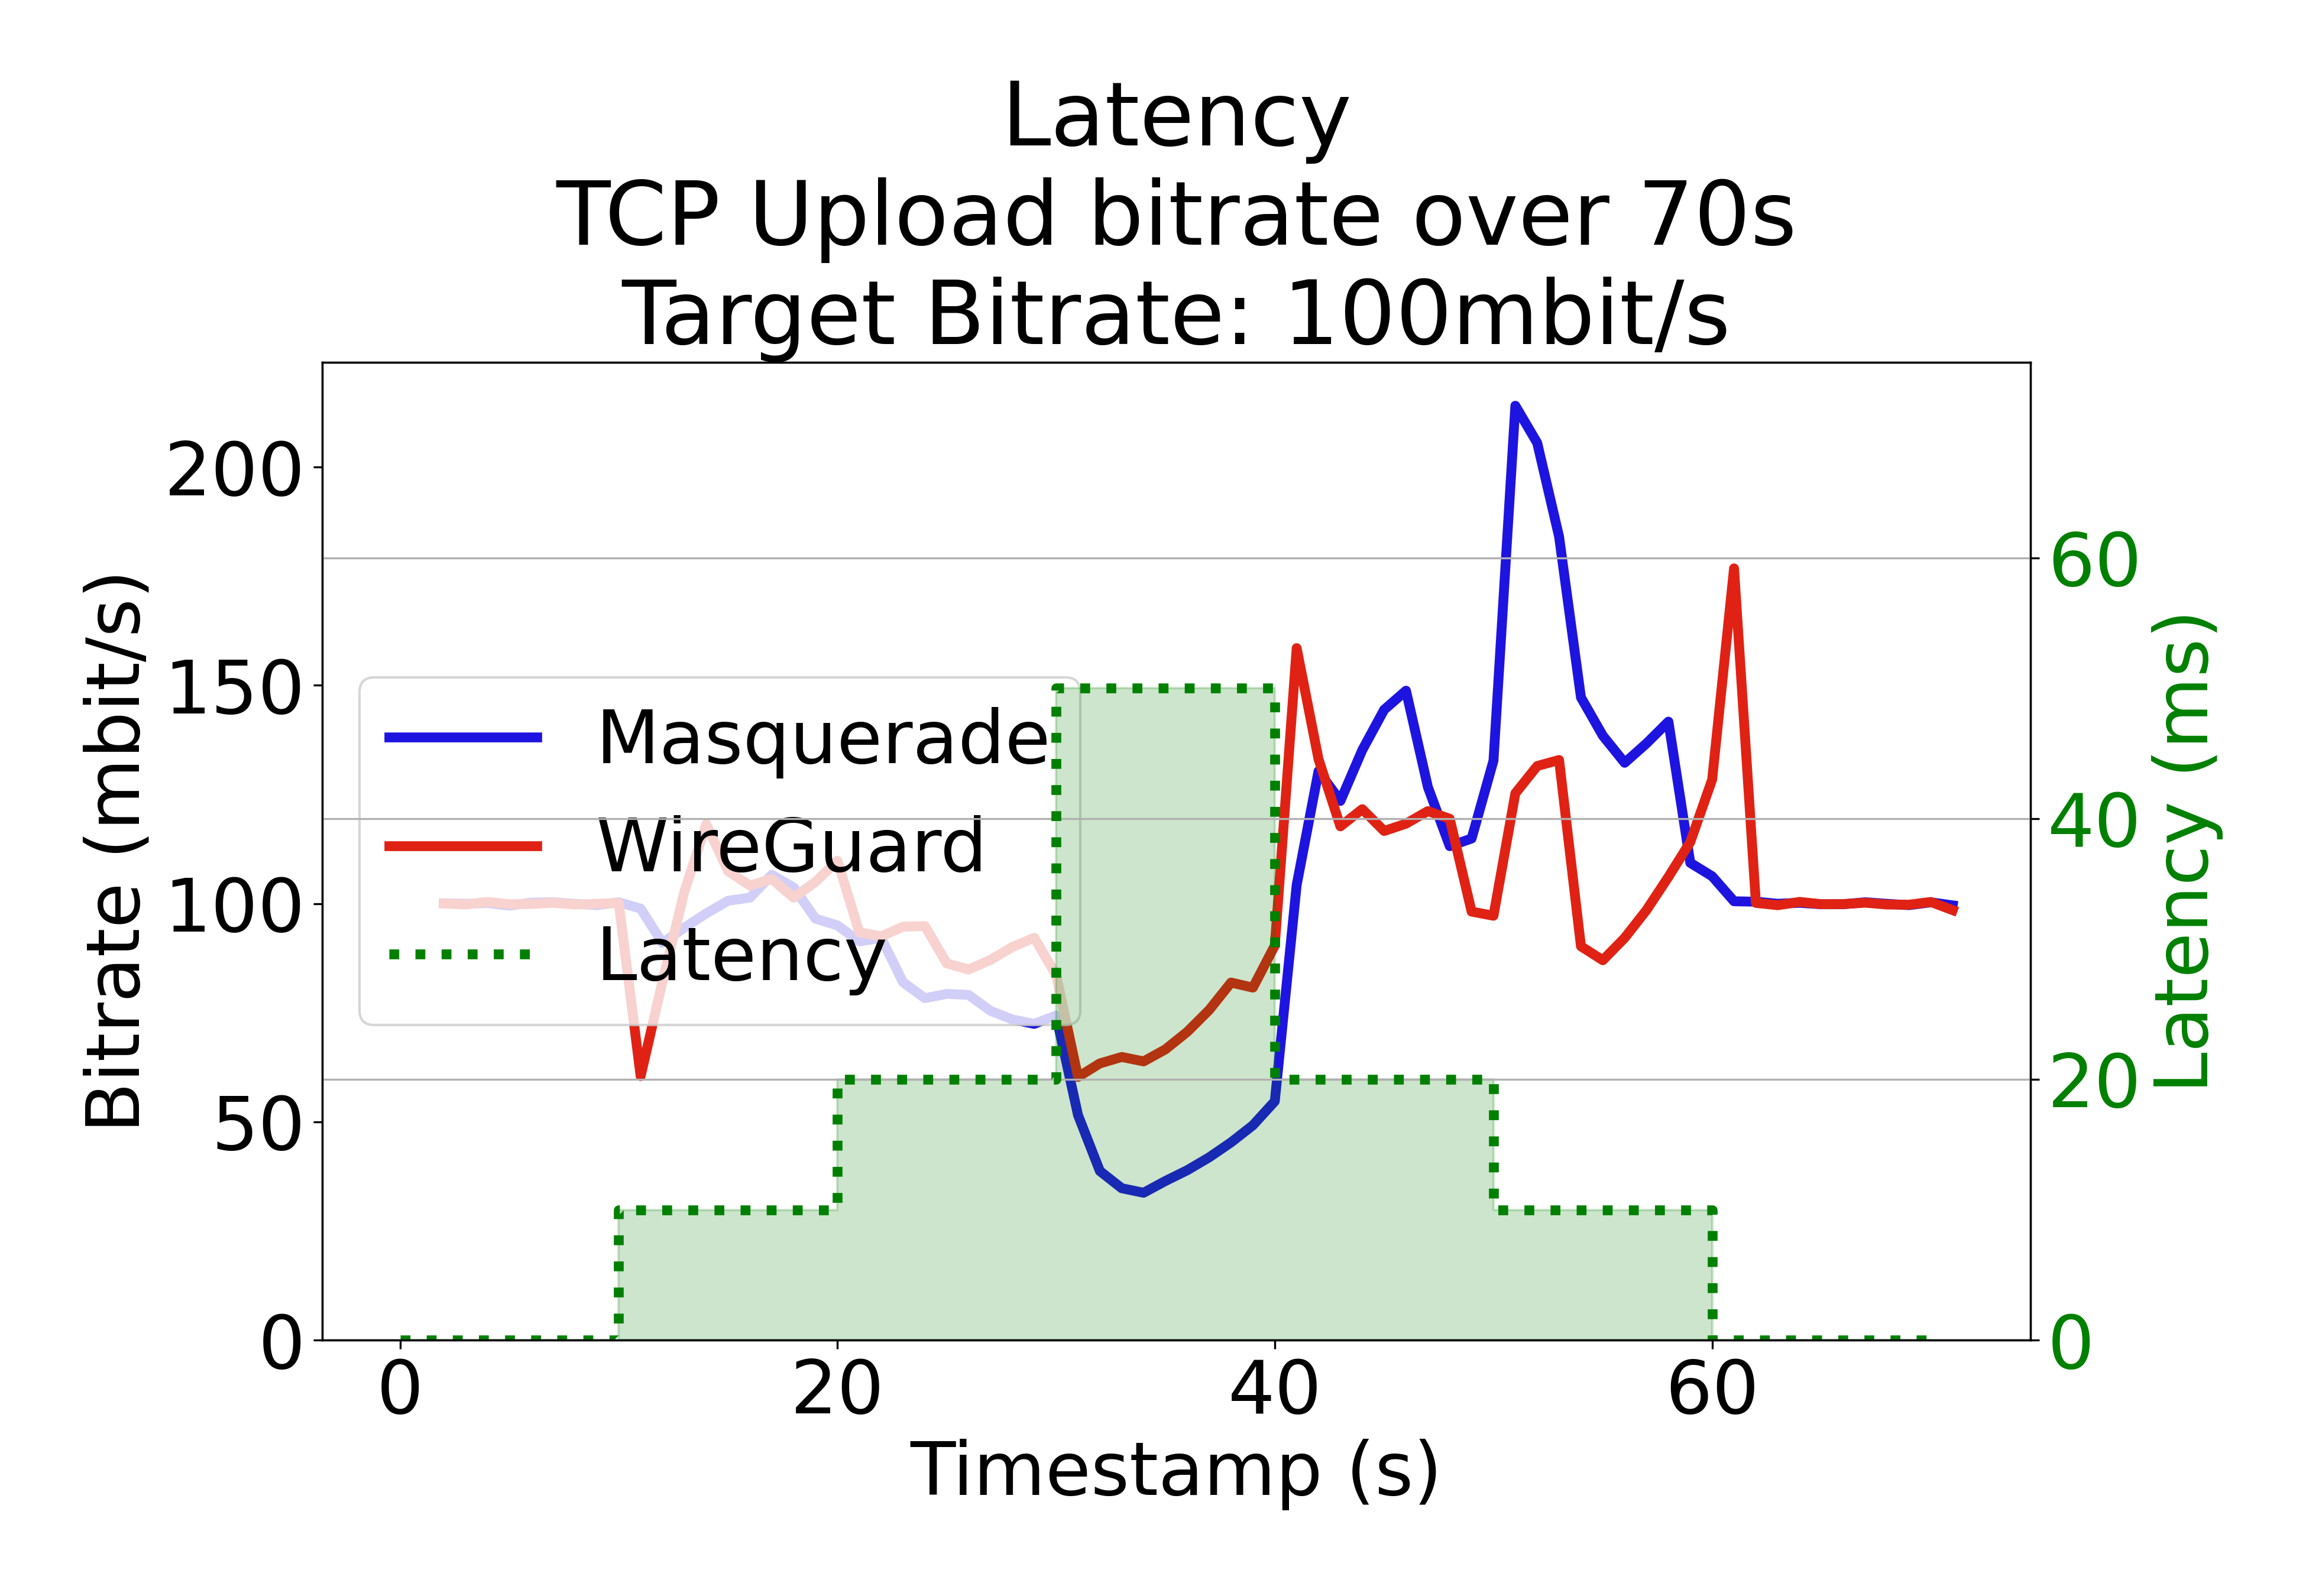 Latency
TCP Upload bitrate over 70s
Target Bitrate: 100mbit/s
Bitrate (mbit/s)
200
150
100
50
0
Masquerade
WireGuard
Latency
60
40
20
0
Latency (ms)
0 20 40 60
Timestamp (s)